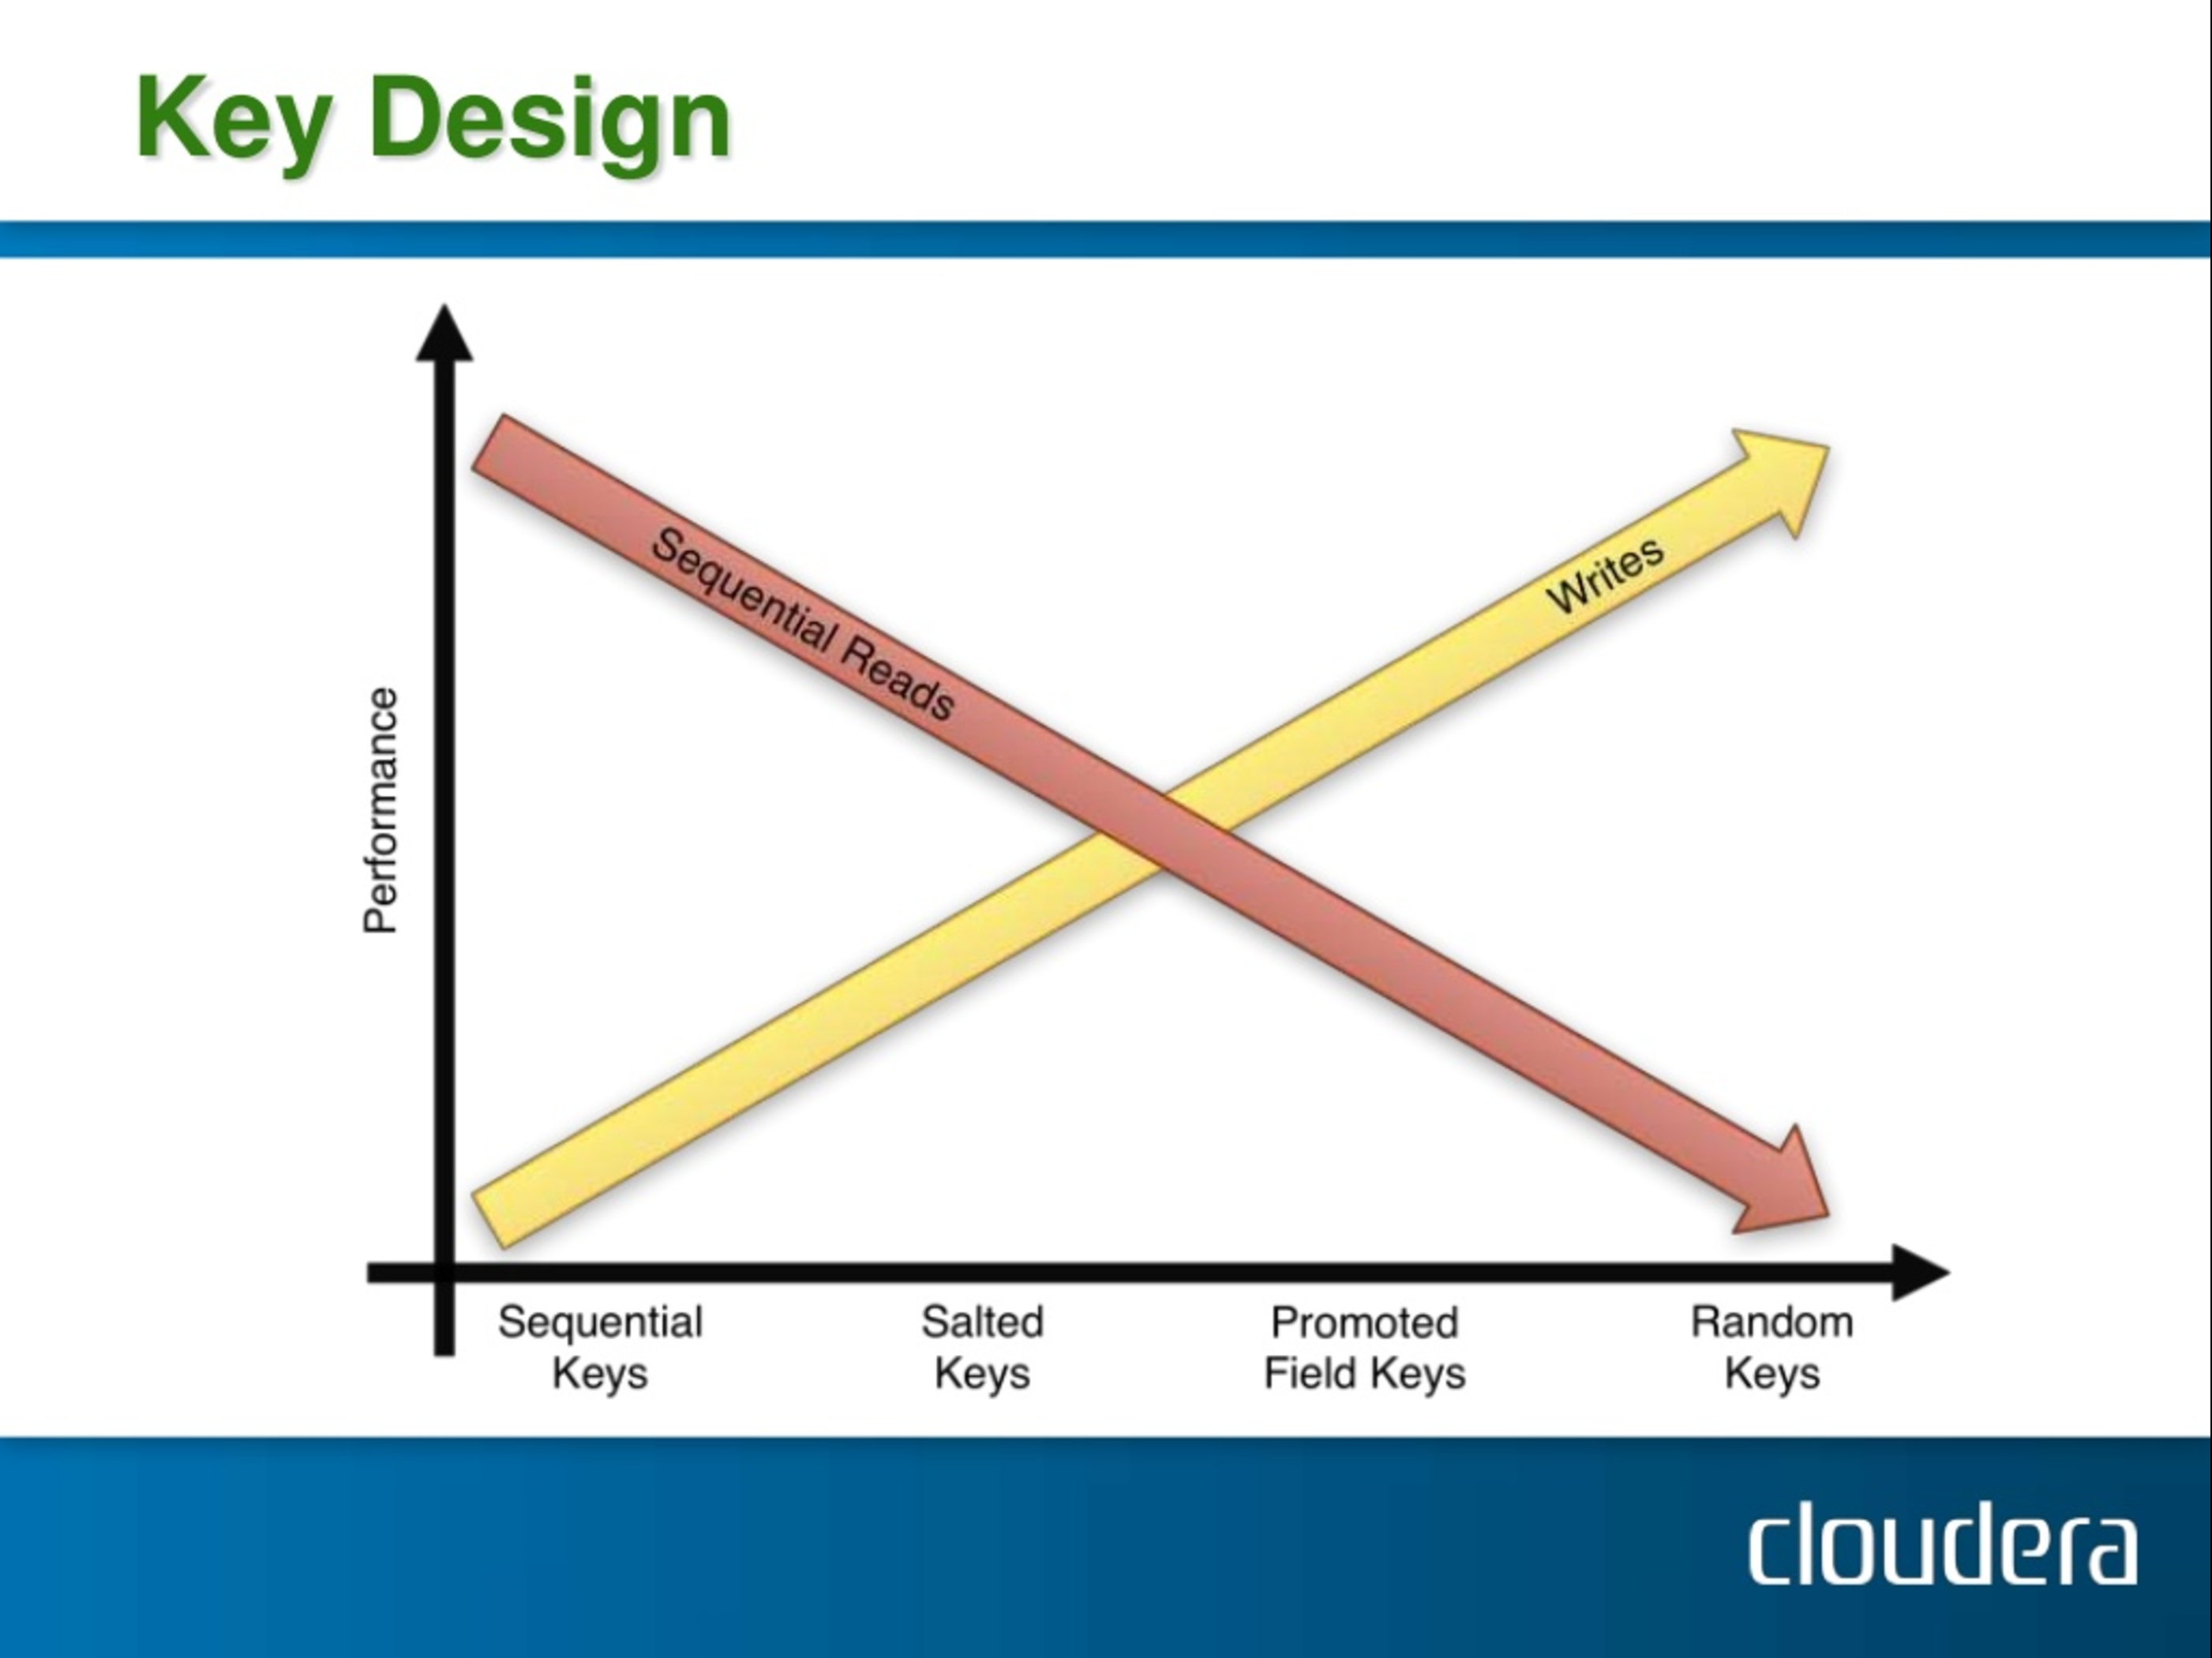 Key Design
Performance
Sequential Reads
Writes
Sequential
Keys
Salted
Keys
Promoted
Field Keys
Random
Keys
cloudera